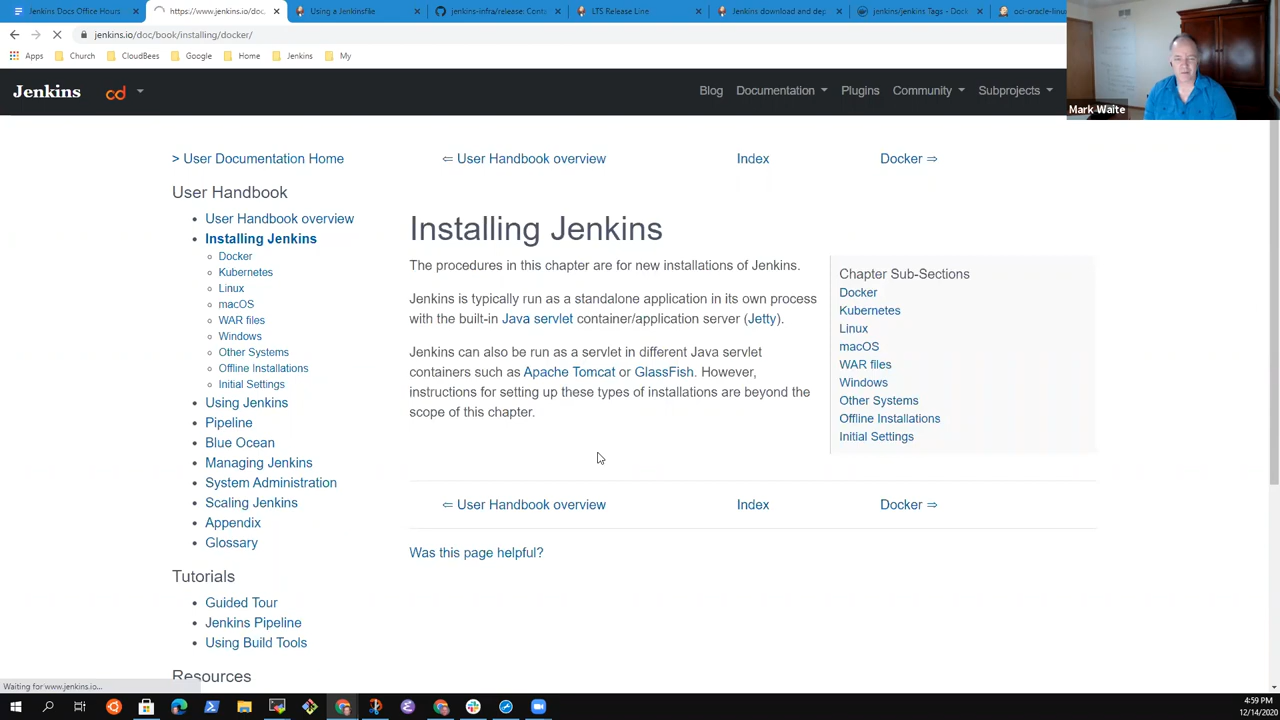 Jenkins Docs Office Hours
https://www.jenkins.io/doc
Using a Jenkinsfile
jenkins-infra/release: Conta
LTS Release Line
Jenkins download and dep
jenkins/jenkins Tags - Dock
oci-oracle-linu
jenkins.io/doc/book/installing/docker/
Apps
Church
CloudBees
Google
Home
Jenkins
My
Jenkins
cd
Blog
Documentation
Plugins
Community
Subprojects
Mark Waite
> User Documentation Home
⇐ User Handbook overview
Index
Docker ⇒
User Handbook
User Handbook overview
Installing Jenkins
Docker
Kubernetes
Linux
macOS
WAR files
Windows
Other Systems
Offline Installations
Initial Settings
Using Jenkins
Pipeline
Blue Ocean
Managing Jenkins
System Administration
Scaling Jenkins
Appendix
Glossary
Tutorials
Guided Tour
Jenkins Pipeline
Using Build Tools
Resources
Installing Jenkins
The procedures in this chapter are for new installations of Jenkins.
Jenkins is typically run as a standalone application in its own process
with the built-in Java servlet container/application server (Jetty).
Jenkins can also be run as a servlet in different Java servlet
containers such as Apache Tomcat or GlassFish. However,
instructions for setting up these types of installations are beyond the
scope of this chapter.
Chapter Sub-Sections
Docker
Kubernetes
Linux
macOS
WAR files
Windows
Other Systems
Offline Installations
Initial Settings
⇐ User Handbook overview
Index
Docker ⇒
Was this page helpful?
Waiting for www.jenkins.io...
4:59 PM
12/14/2020